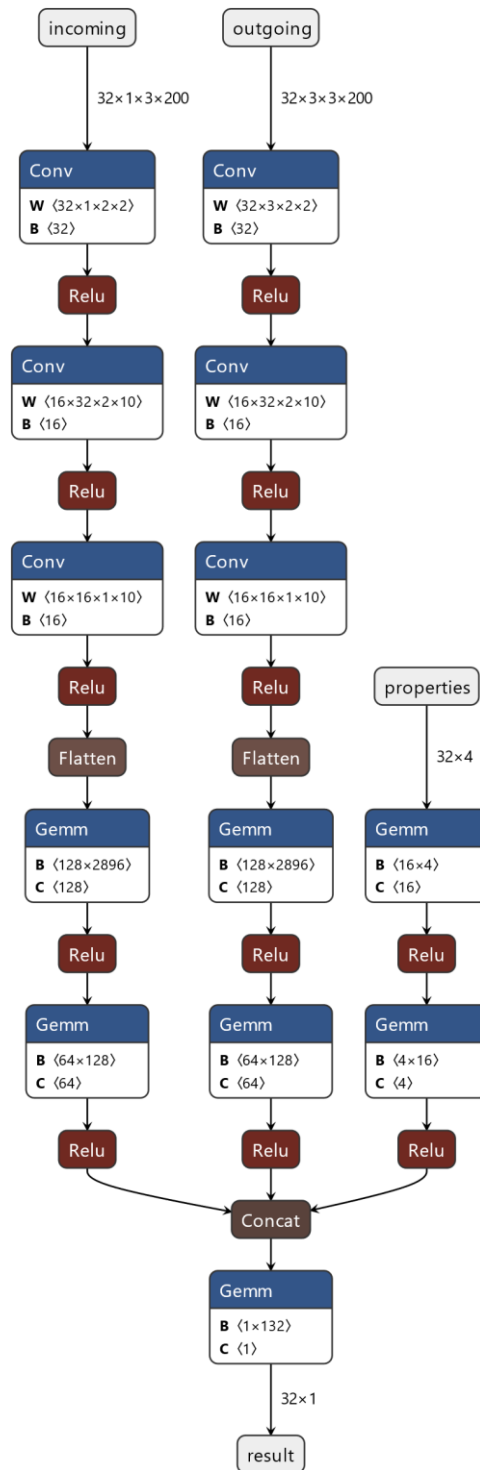 incoming
outgoing
32×1×3×200
32×3×3×200
Conv
W 〈32×1×2×2〉
B 〈32〉
Conv
W 〈32×3×2×2〉
B 〈32〉
Relu
Relu
Conv
W 〈16×32×2×10〉
B 〈16〉
Conv
W 〈16×32×2×10〉
B 〈16〉
Relu
Relu
Conv
W 〈16×16×1×10〉
B 〈16〉
Conv
W 〈16×16×1×10〉
B 〈16〉
Relu
Relu
properties
Flatten
Flatten
32×4
Gemm
B 〈128×2896〉
C 〈128〉
Gemm
B 〈128×2896〉
C 〈128〉
Gemm
B 〈16×4〉
C 〈16〉
Relu
Relu
Relu
Gemm
B 〈64×128〉
C 〈64〉
Gemm
B 〈64×128〉
C 〈64〉
Gemm
B 〈4×16〉
C 〈4〉
Relu
Relu
Relu
Concat
Gemm
B 〈1×132〉
C 〈1〉
32×1
result